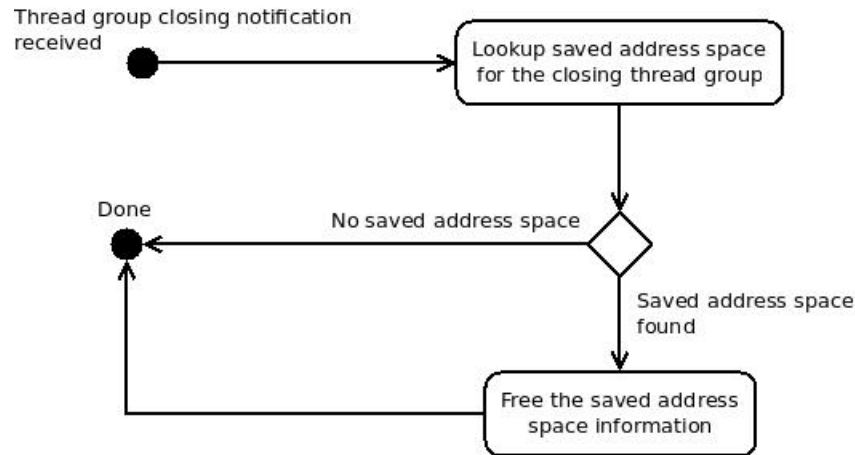 Thread group closing notification
received
Lookup saved address space
for the closing thread group
Done
No saved address space
Saved address space
found
Free the saved address
space information